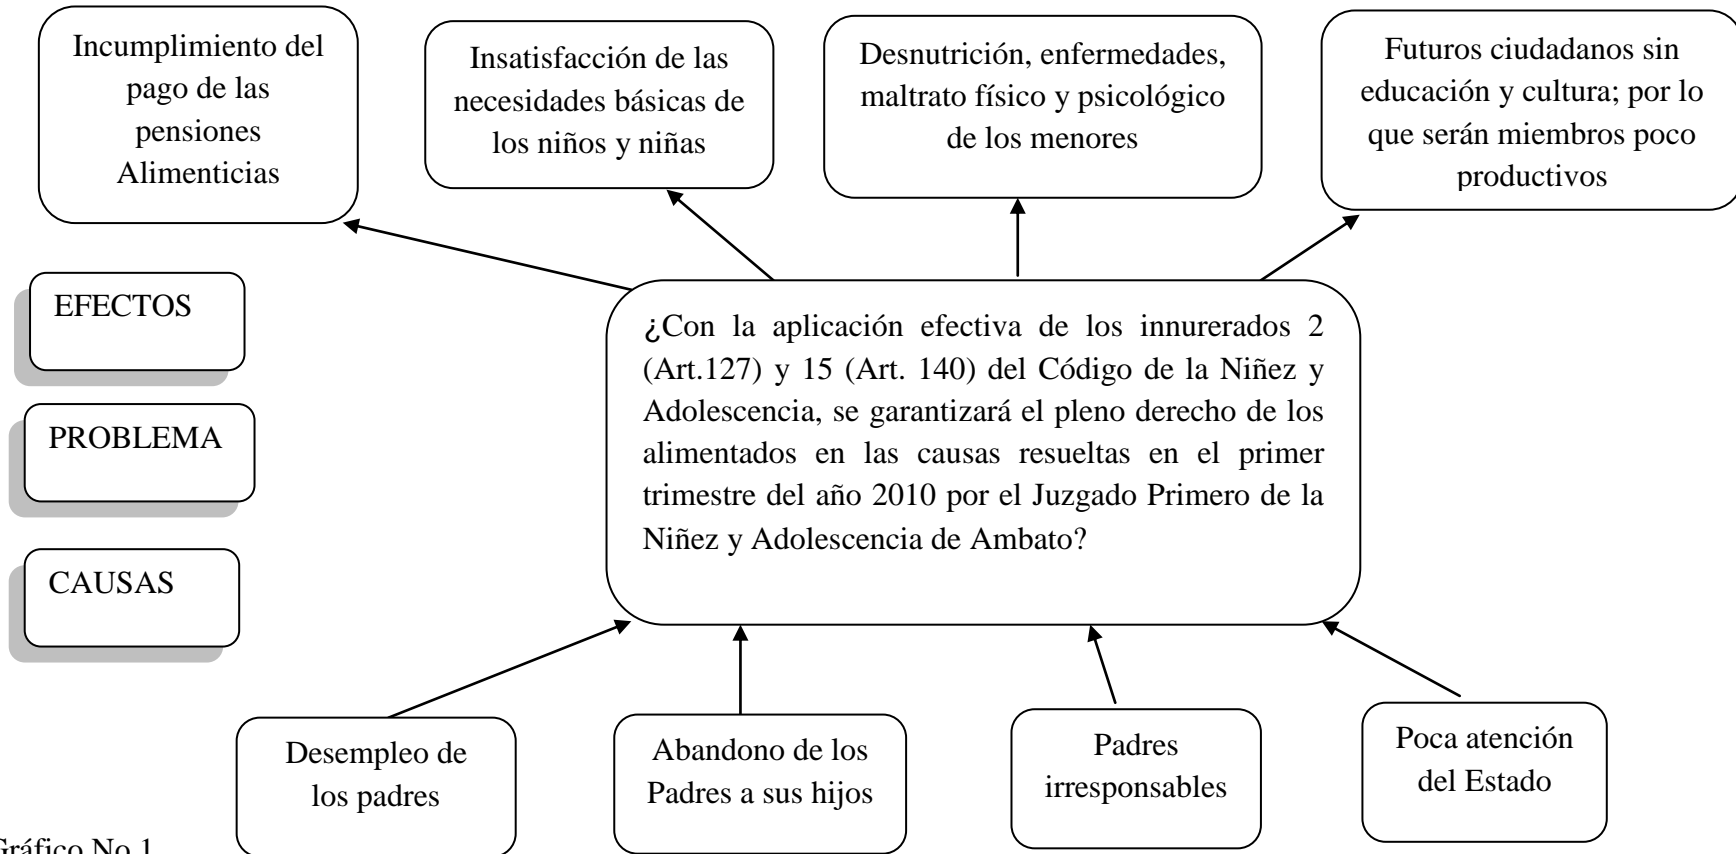 Incumplimiento del
pago de las
pensiones
Alimenticias
Insatisfacción de las
necesidades básicas de
los niños y niñas
Desnutrición, enfermedades,
maltrato físico y psicológico
de los menores
Futuros ciudadanos sin
educación y cultura; por lo
que serán miembros poco
productivos
EFECTOS
PROBLEMA
CAUSAS
¿Con la aplicación efectiva de los innurerados 2
(Art.127) y 15 (Art. 140) del Código de la Niñez y
Adolescencia, se garantizará el pleno derecho de los
alimentados en las causas resueltas en el primer
trimestre del año 2010 por el Juzgado Primero de la
Niñez y Adolescencia de Ambato?
Desempleo de
los padres
Abandono de los
Padres a sus hijos
Padres
irresponsables
Poca atención
del Estado
Gráfico No 1